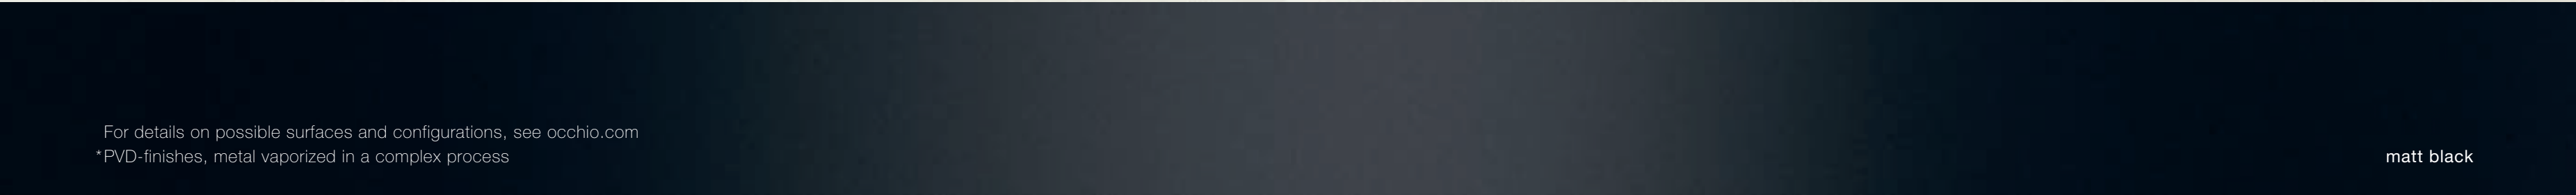 For details on possible surfaces and configurations, see occhio.com
*PVD-finishes, metal vaporized in a complex process
matt black